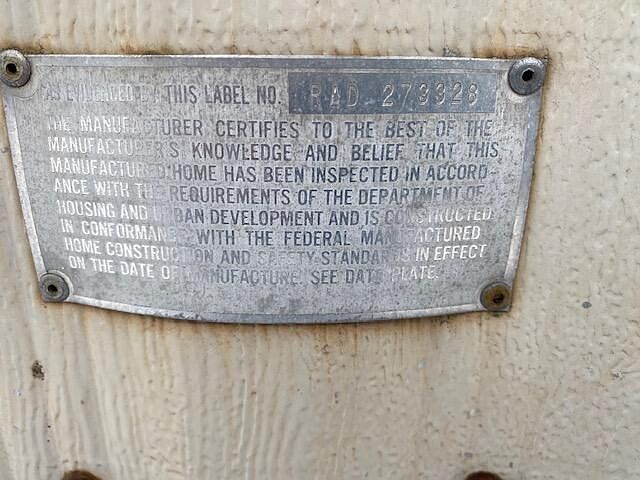 AS EVIDENCED BY THIS LABEL NO. RAD 273328
THE MANUFACTURER CERTIFIES TO THE BEST OF THE
MANUFACTURER'S KNOWLEDGE AND BELIEF THAT THIS
MANUFACTURED HOME HAS BEEN INSPECTED IN ACCORD-
ANCE WITH THE REQUIREMENTS OF THE DEPARTMENT OF
HOUSING AND URBAN DEVELOPMENT AND IS CONSTRUCTED
IN CONFORMANCE WITH THE FEDERAL MANUFACTURED
HOME CONSTRUCTION AND SAFETY STANDARDS IN EFFECT
ON THE DATE OF MANUFACTURE. SEE DATA PLATE.